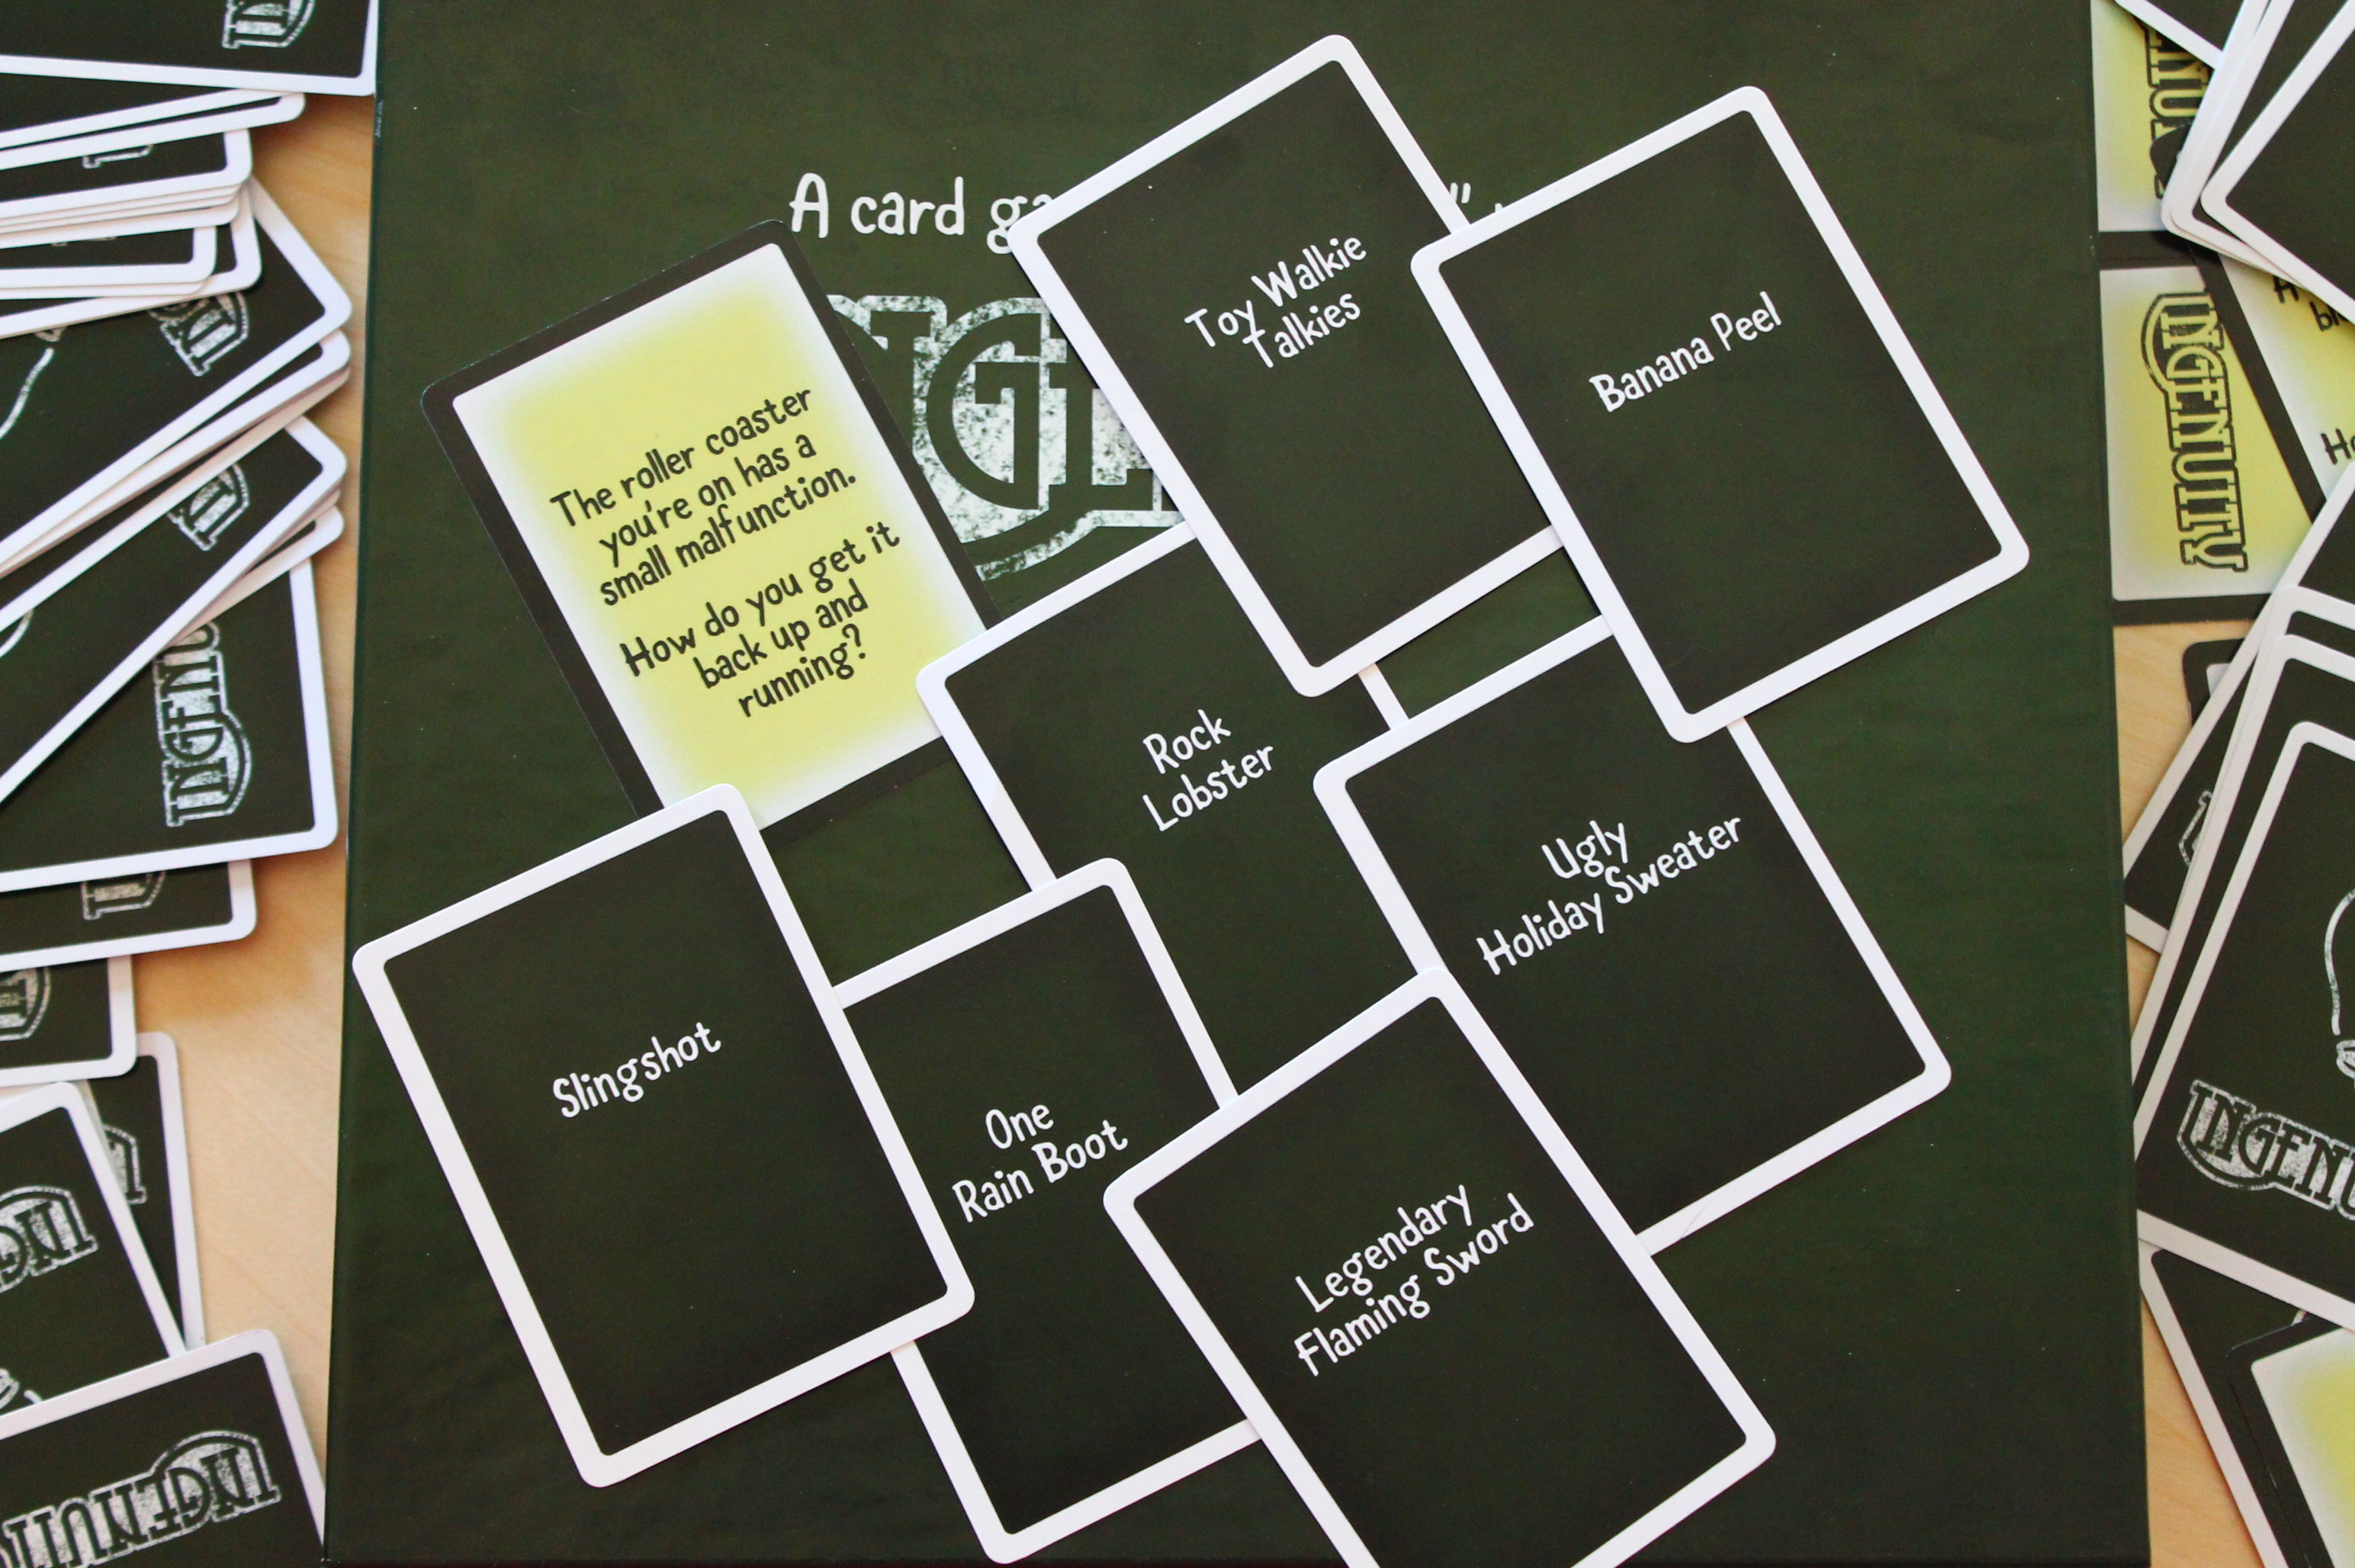 A card
The roller coaster
you're on has a
small malfunction.
How do you get it
back up and
running?
Toy Walkie
Talkies
Banana Peel
Rock
Lobster
Ugly
Holiday Sweater
Slingshot
One
Rain Boot
Legendary
Flaming Sword
INGENUITY
INGENUITY